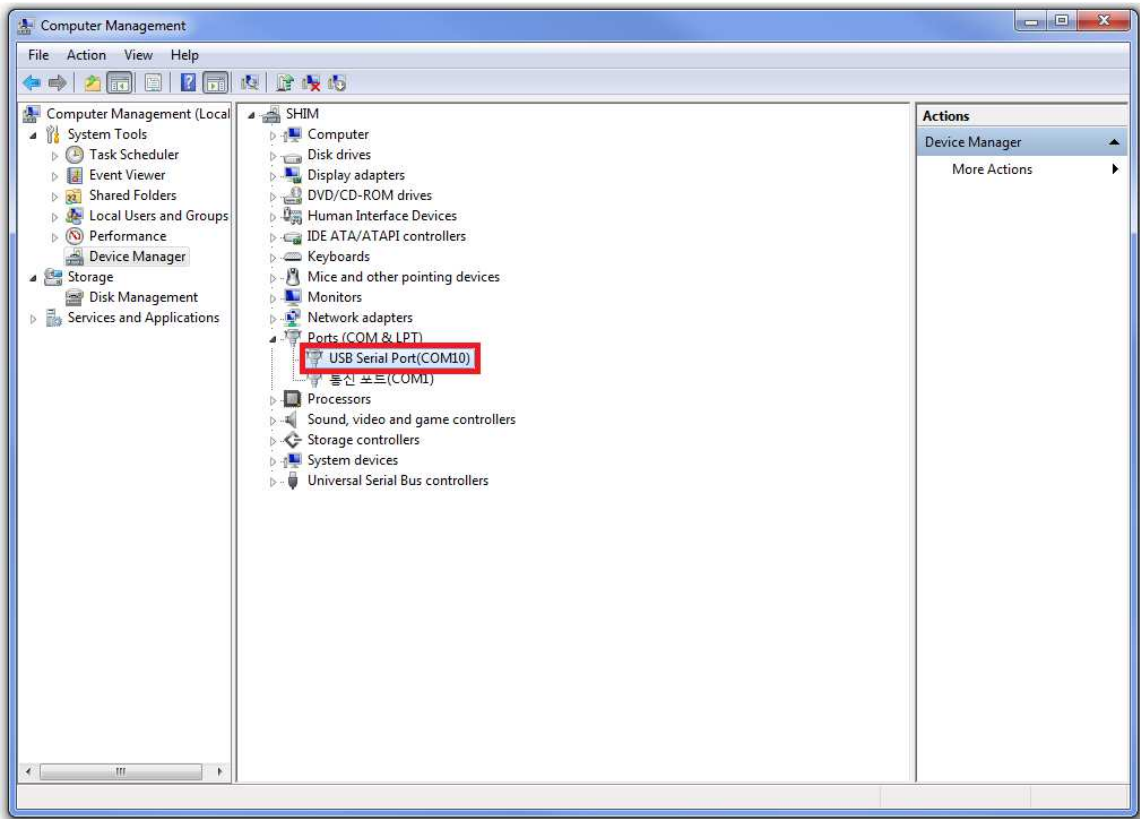 Computer Management
File Action View Help
Computer Management (Local
System Tools
Task Scheduler
Event Viewer
Shared Folders
Local Users and Groups
Performance
Device Manager
Storage
Disk Management
Services and Applications
SHIM
Computer
Disk drives
Display adapters
DVD/CD-ROM drives
Human Interface Devices
IDE ATA/ATAPI controllers
Keyboards
Mice and other pointing devices
Monitors
Network adapters
Ports (COM & LPT)
USB Serial Port(COM10)
통신 포트(COM1)
Processors
Sound, video and game controllers
Storage controllers
System devices
Universal Serial Bus controllers
Actions
Device Manager
More Actions